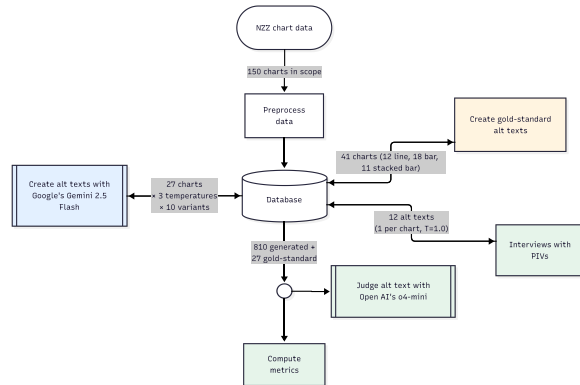 NZZ chart data
150 charts in scope
Preprocess
data
Create gold-standard
alt texts
41 charts (12 line, 18 bar,
11 stacked bar)
Create alt texts with
Google's Gemini 2.5
Flash
27 charts
× 3 temperatures
× 10 variants
Database
12 alt texts
(1 per chart, T=1.0)
Interviews with
PIVs
810 generated +
27 gold-standard
Judge alt text with
Open AI's o4-mini
Compute
metrics